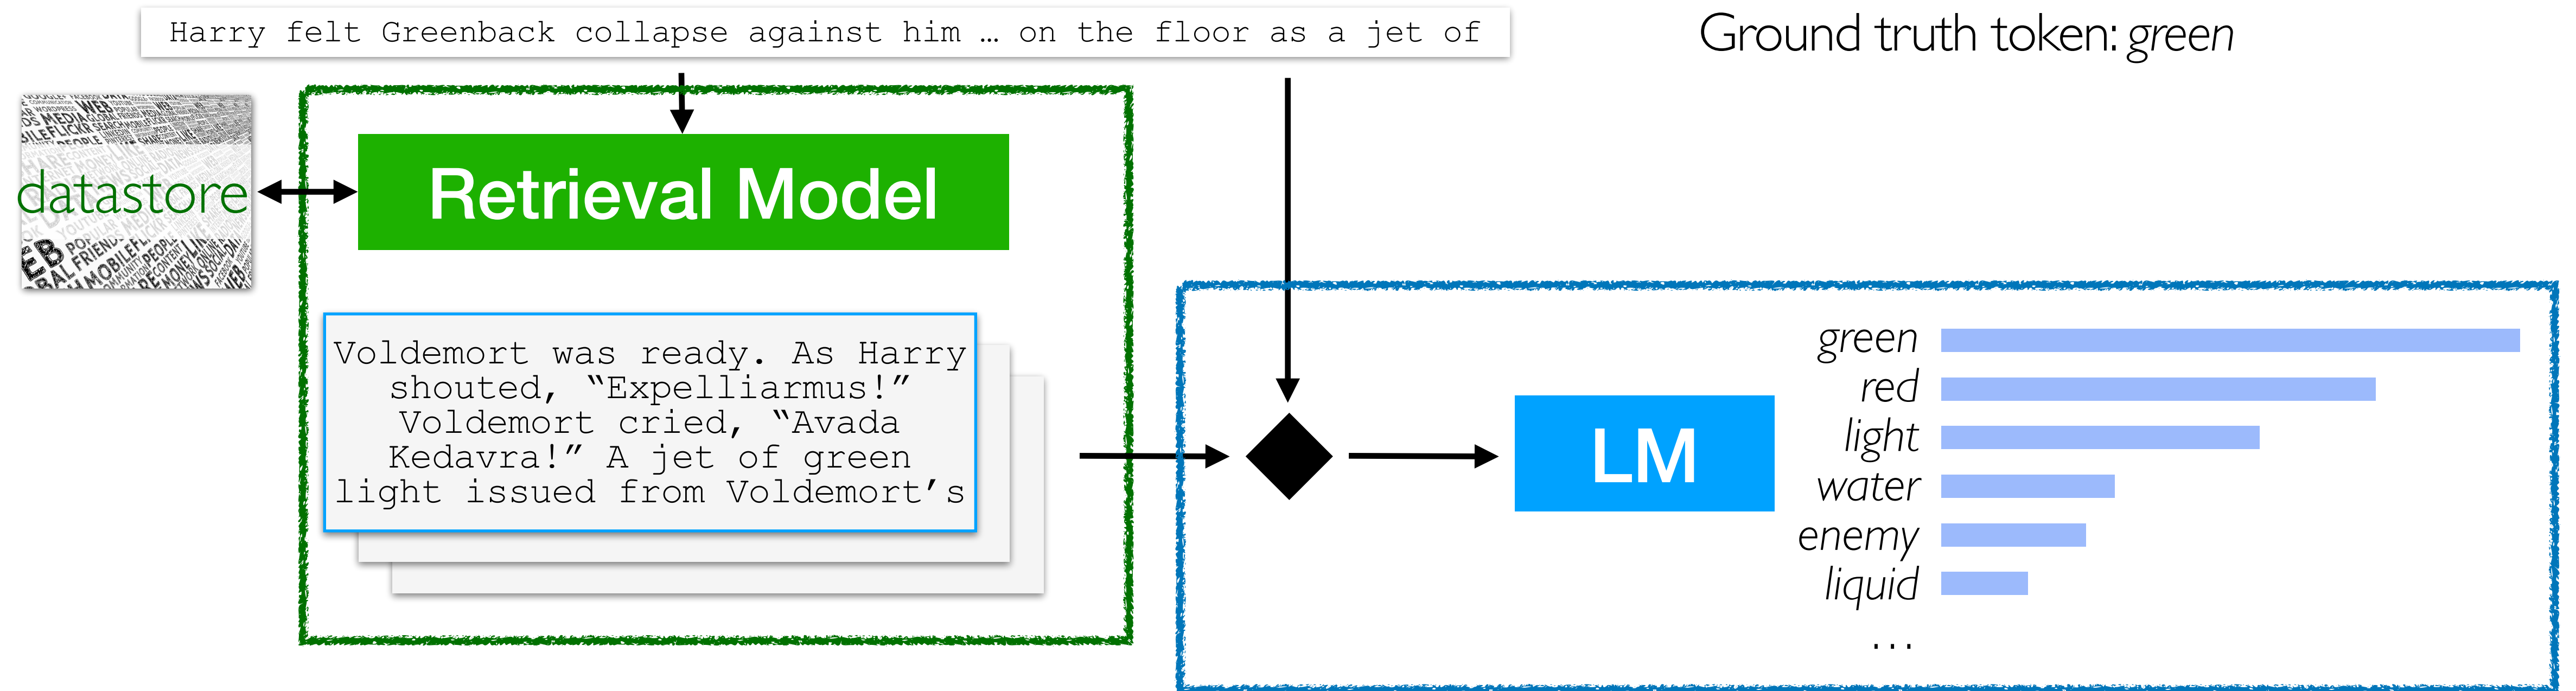 Harry felt Greenback collapse against him … on the floor as a jet of
Ground truth token: green
datastore
Retrieval Model
Voldemort was ready. As Harry
shouted, “Expelliarmus!”
Voldemort cried, “Avada
Kedavra!” A jet of green
light issued from Voldemort’s
LM
green
red
light
water
enemy
liquid
...